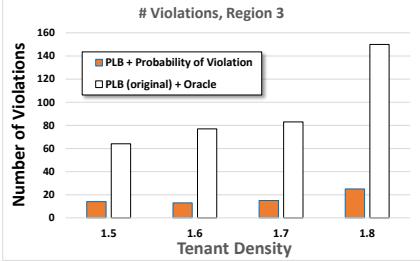 # Violations, Region 3
160
140
120
100
80
60
40
20
0
Number of Violations
PLB + Probability of Violation
PLB (original) + Oracle
1.5 1.6 1.7 1.8
Tenant Density